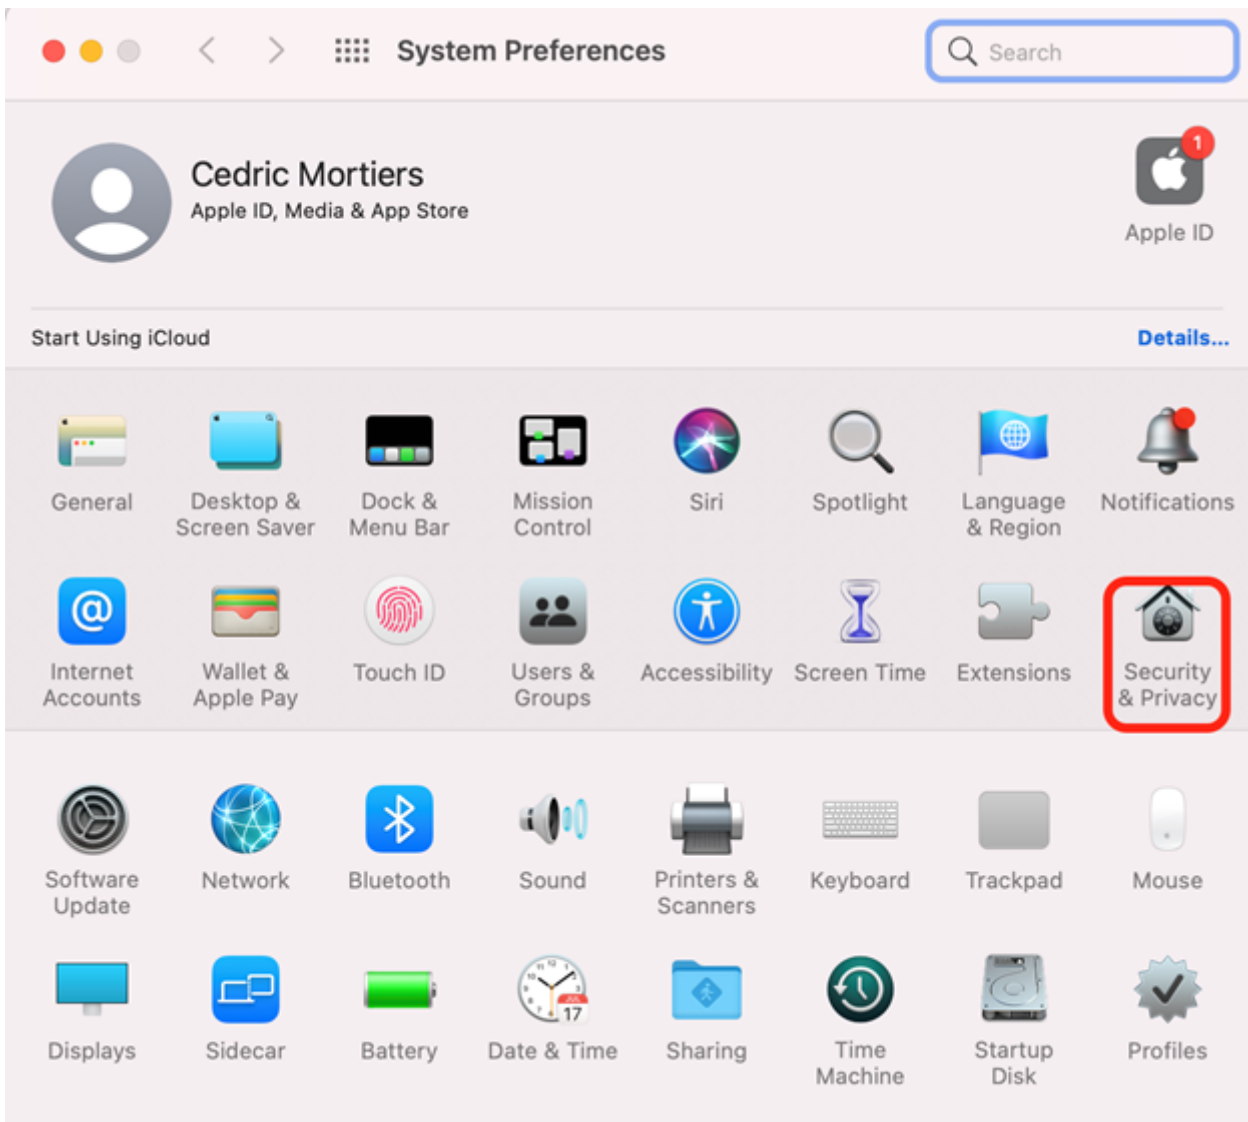 System Preferences
Search
Cedric Mortiers
Apple ID, Media & App Store
1
Apple ID
Start Using iCloud
Details...
General
Desktop &
Screen Saver
Dock &
Menu Bar
Mission
Control
Siri
Spotlight
Language
& Region
Notifications
Internet
Accounts
Wallet &
Apple Pay
Touch ID
Users &
Groups
Accessibility
Screen Time
Extensions
Security
& Privacy
Software
Update
Network
Bluetooth
Sound
Printers &
Scanners
Keyboard
Trackpad
Mouse
Displays
Sidecar
Battery
17
Date & Time
Sharing
Time
Machine
Startup
Disk
Profiles